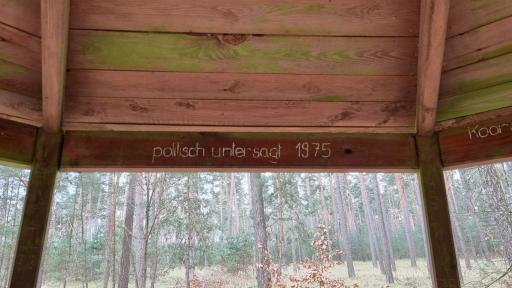 politisch untersagt 1975